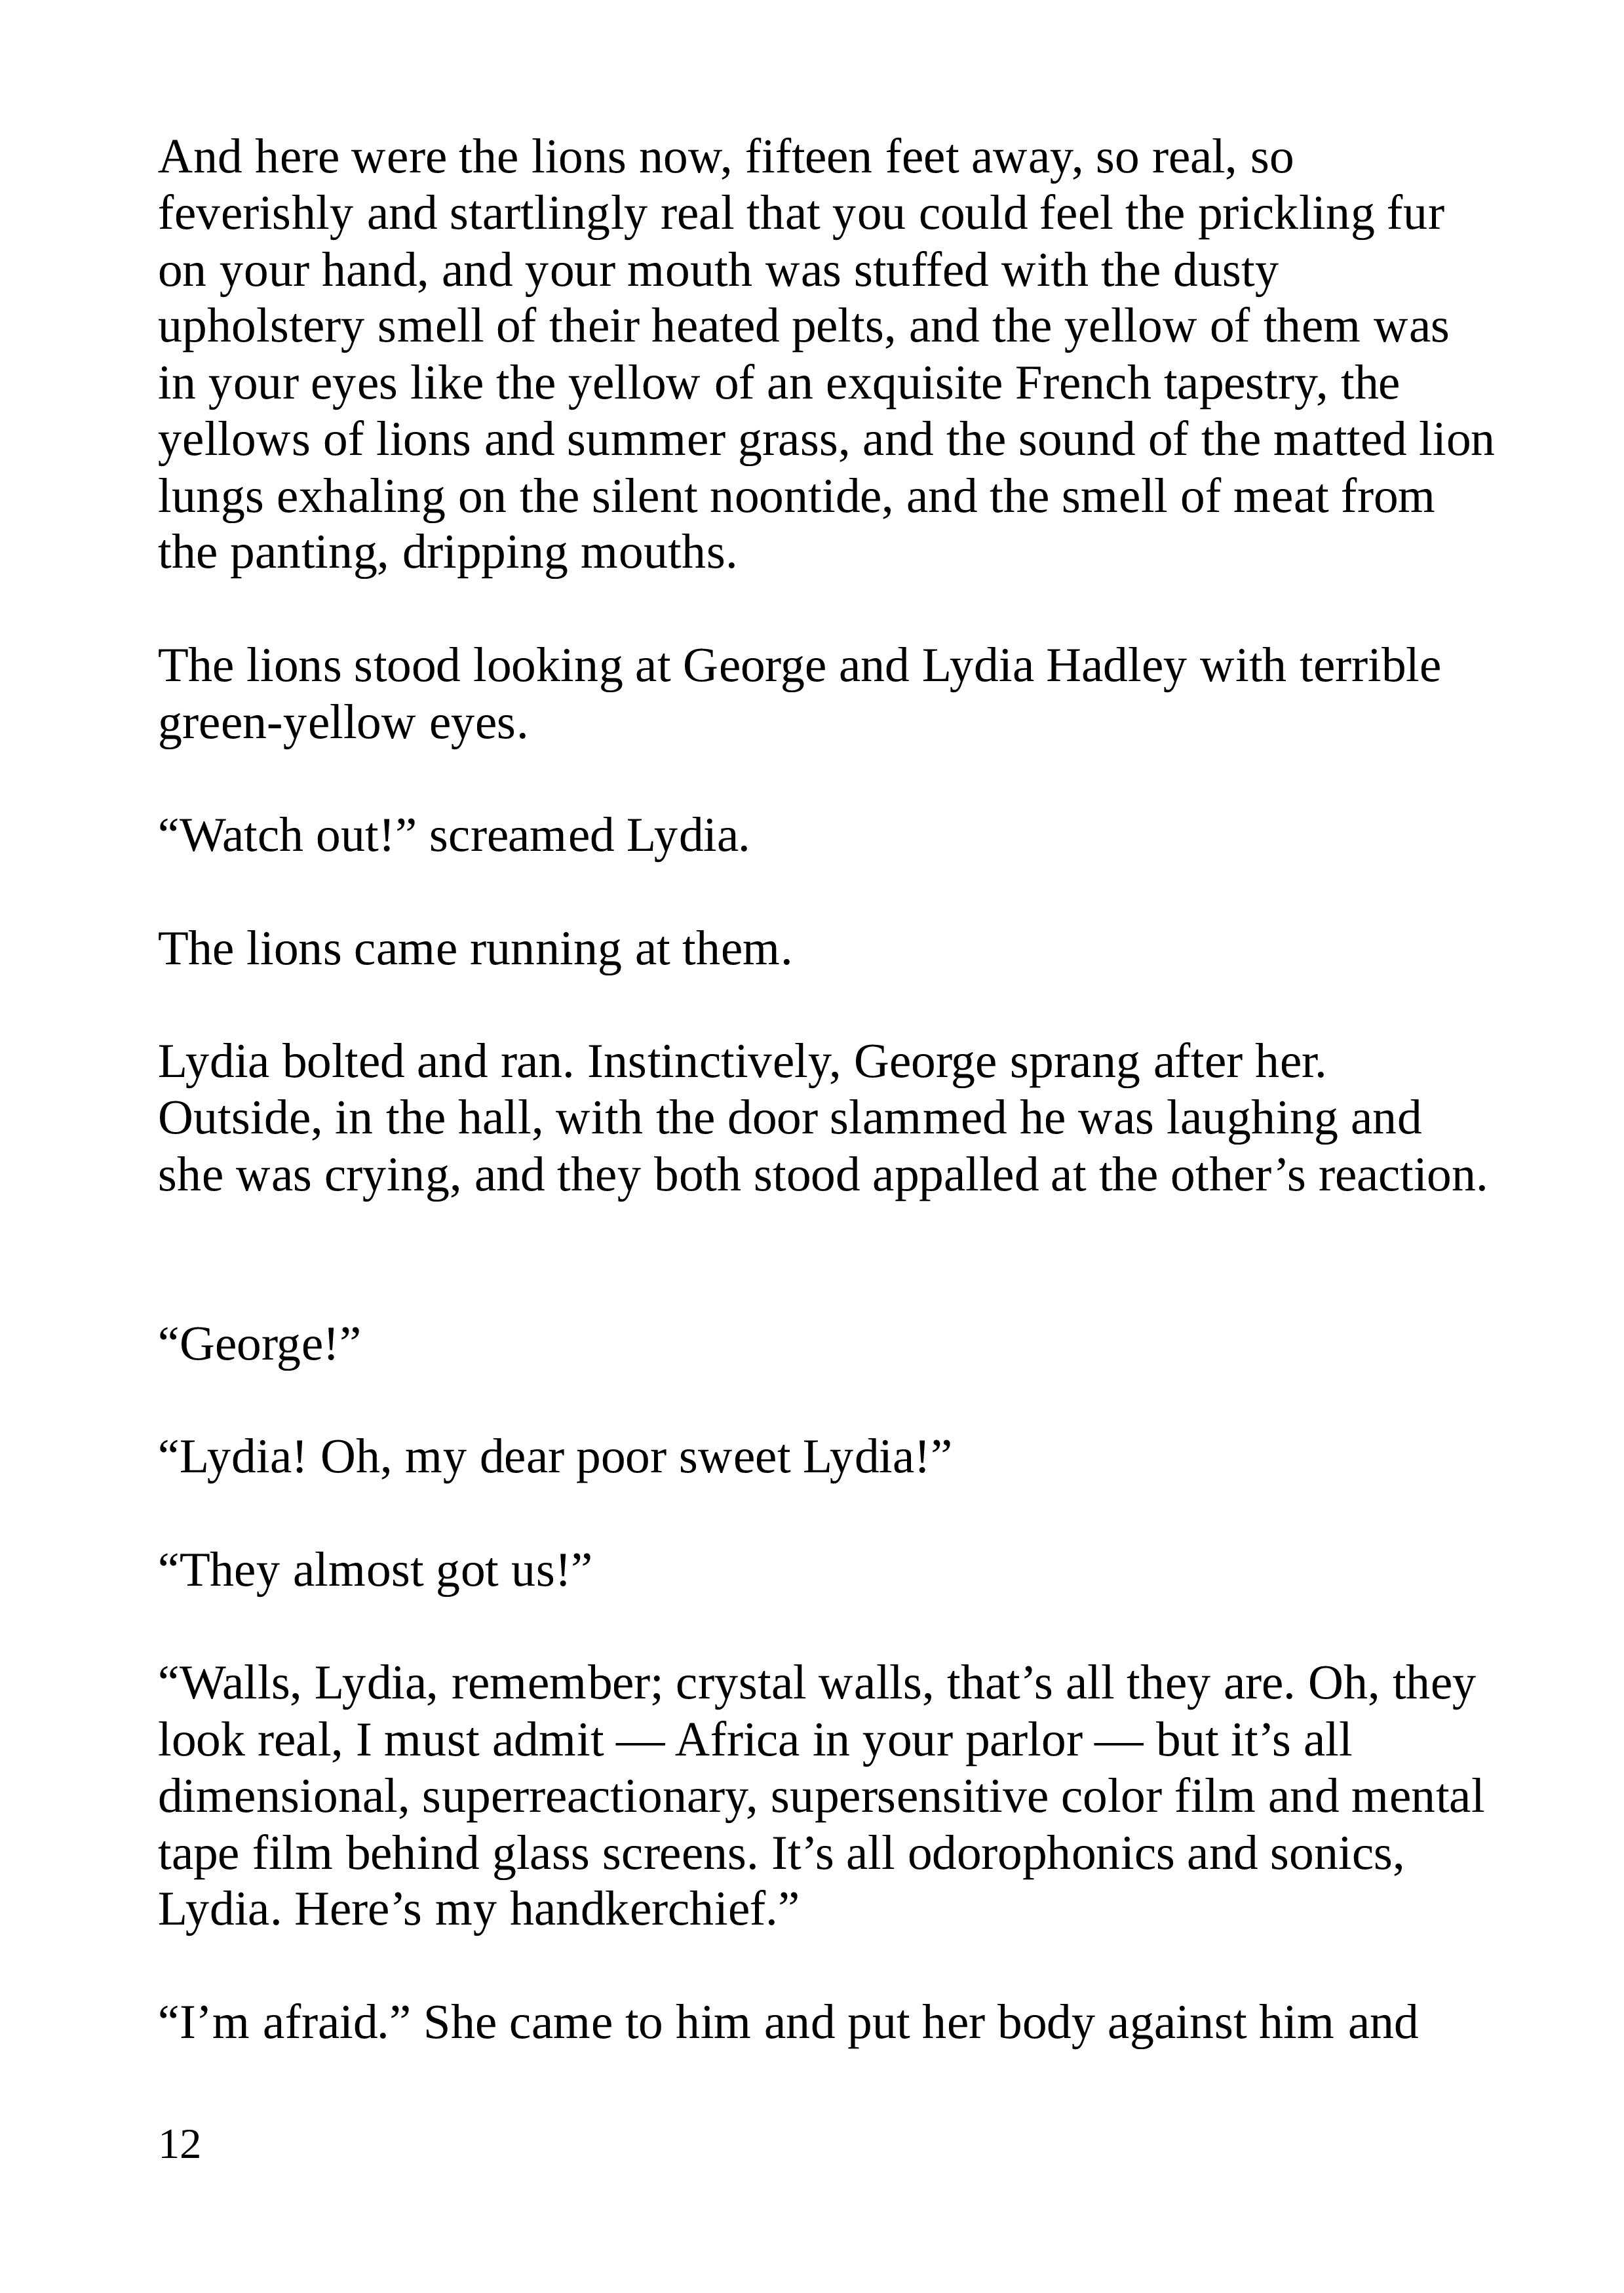 And here were the lions now, fifteen feet away, so real, so
feverishly and startlingly real that you could feel the prickling fur
on your hand, and your mouth was stuffed with the dusty
upholstery smell of their heated pelts, and the yellow of them was
in your eyes like the yellow of an exquisite French tapestry, the
yellows of lions and summer grass, and the sound of the matted lion
lungs exhaling on the silent noontide, and the smell of meat from
the panting, dripping mouths.
The lions stood looking at George and Lydia Hadley with terrible
green-yellow eyes.
“Watch out!” screamed Lydia.
The lions came running at them.
Lydia bolted and ran. Instinctively, George sprang after her.
Outside, in the hall, with the door slammed he was laughing and
she was crying, and they both stood appalled at the other’s reaction.
“George!”
“Lydia! Oh, my dear poor sweet Lydia!”
“They almost got us!”
“Walls, Lydia, remember; crystal walls, that’s all they are. Oh, they
look real, I must admit — Africa in your parlor — but it’s all
dimensional, superreactionary, supersensitive color film and mental
tape film behind glass screens. It’s all odorophonics and sonics,
Lydia. Here’s my handkerchief.”
“I’m afraid.” She came to him and put her body against him and
12